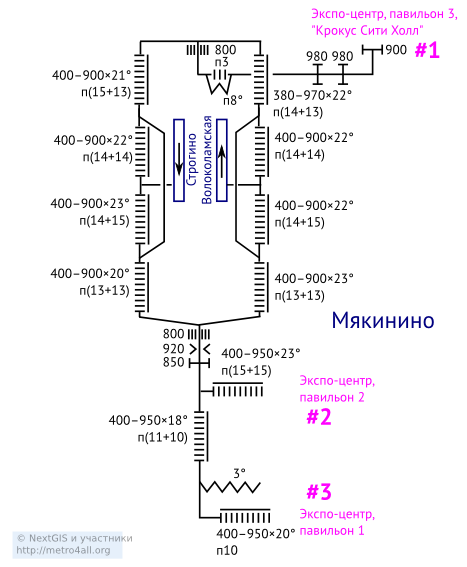 Экспо-центр, павильон 3,
"Крокус Сити Холл"
#1
900
980 980
800
п3
п8°
400–900×21°
п(15+13)
380–970×22°
п(14+13)
400–900×22°
п(14+14)
Строгино
Волоколамская
400–900×22°
п(14+14)
400–900×23°
п(14+15)
400–900×22°
п(14+15)
400–900×20°
п(13+13)
400–900×23°
п(13+13)
Мякинино
800
920
850
400–950×23°
п(15+15)
Экспо-центр,
павильон 2
#2
400–950×18°
п(11+10)
3°
#3
Экспо-центр,
павильон 1
400–950×20°
п10
© NextGIS и участники
http://metro4all.org